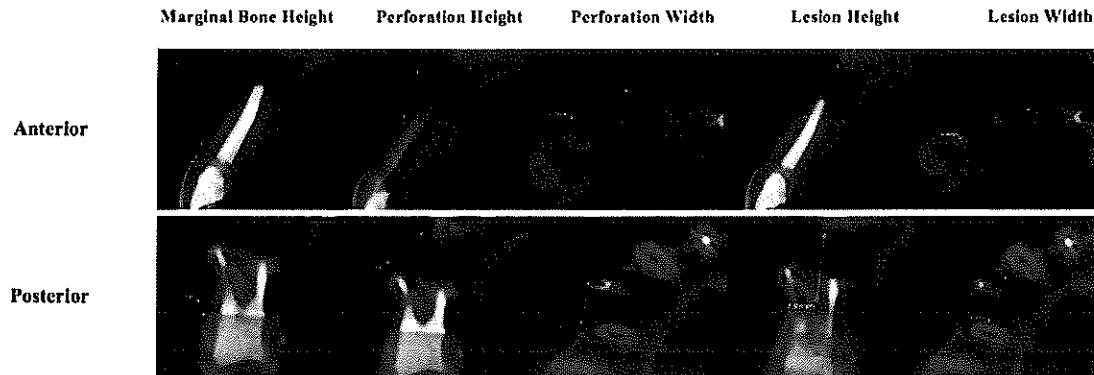 Marginal Bone Height Perforation Height Perforation Width Lesion Height Lesion Width
Anterior
Posterior